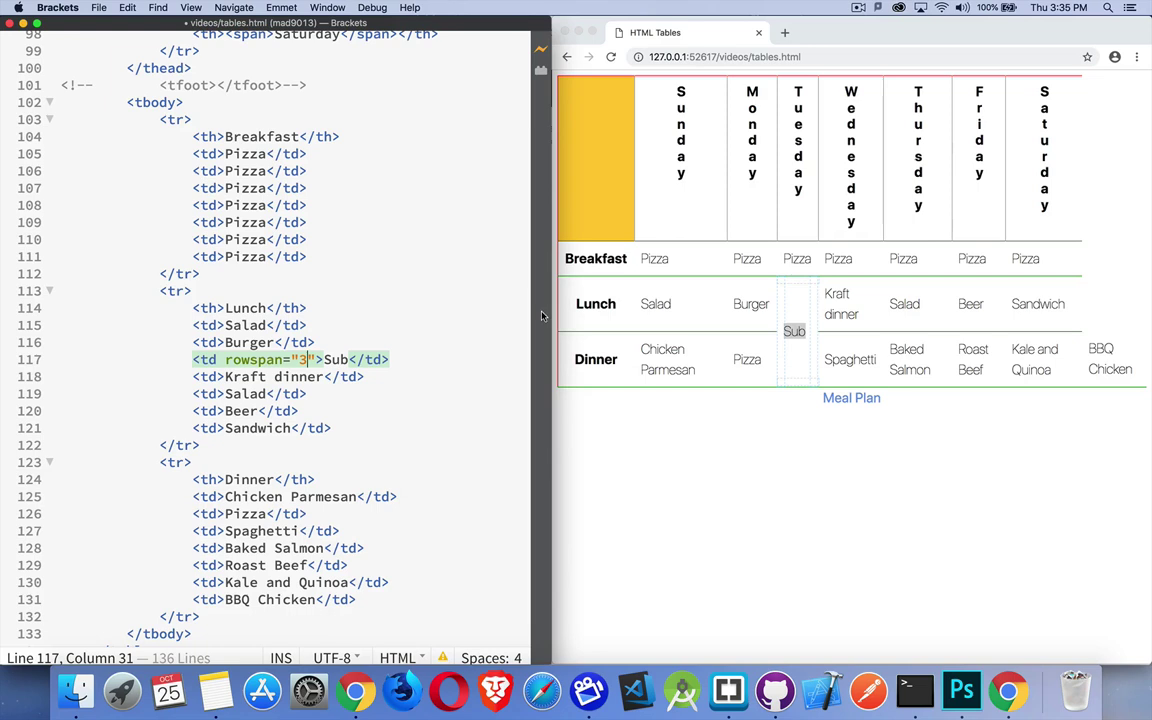 Brackets File Edit Find View Navigate Emmet Window Debug Help
100% Thu 3:35 PM
• videos/tables.html (mad9013) — Brackets
98 <th><span>Saturday</span></th>
99 </tr>
100 </thead>
101 <!-- <tfoot></tfoot>-->
102 <tbody>
103 <tr>
104 <th>Breakfast</th>
105 <td>Pizza</td>
106 <td>Pizza</td>
107 <td>Pizza</td>
108 <td>Pizza</td>
109 <td>Pizza</td>
110 <td>Pizza</td>
111 <td>Pizza</td>
112 </tr>
113 <tr>
114 <th>Lunch</th>
115 <td>Salad</td>
116 <td>Burger</td>
117 <td rowspan="3">Sub</td>
118 <td>Kraft dinner</td>
119 <td>Salad</td>
120 <td>Beer</td>
121 <td>Sandwich</td>
122 </tr>
123 <tr>
124 <th>Dinner</th>
125 <td>Chicken Parmesan</td>
126 <td>Pizza</td>
127 <td>Spaghetti</td>
128 <td>Baked Salmon</td>
129 <td>Roast Beef</td>
130 <td>Kale and Quinoa</td>
131 <td>BBQ Chicken</td>
132 </tr>
133 </tbody>
Line 117, Column 31 — 136 Lines INS UTF-8 HTML Spaces: 4
HTML Tables
127.0.0.1:52617/videos/tables.html
Sunday Monday Tuesday Wednesday Thursday Friday Saturday
Breakfast Pizza Pizza Pizza Pizza Pizza Pizza Pizza
Lunch Salad Burger Sub Kraft dinner Salad Beer Sandwich
Dinner Chicken Parmesan Pizza Spaghetti Baked Salmon Roast Beef Kale and Quinoa BBQ Chicken
Meal Plan
OCT
25
Ps